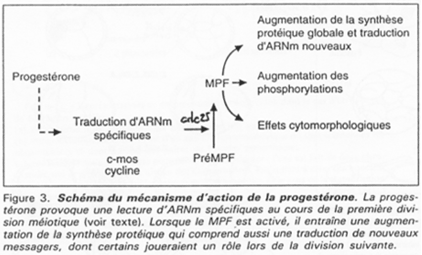 Augmentation de la synthèse
protéique globale et traduction
d'ARNm nouveaux
Progestérone
MPF
Augmentation des
phosphorylations
Traduction d'ARNm
spécifiques
cdc25
Effets cytomorphologiques
c-mos
cycline
PréMPF
Figure 3. Schéma du mécanisme d'action de la progestérone. La proges-
térone provoque une lecture d'ARNm spécifiques au cours de la première divi-
sion méiotique (voir texte). Lorsque le MPF est activé, il entraîne une augmen-
tation de la synthèse protéique qui comprend aussi une traduction de nouveaux
messagers, dont certains joueraient un rôle lors de la division suivante.